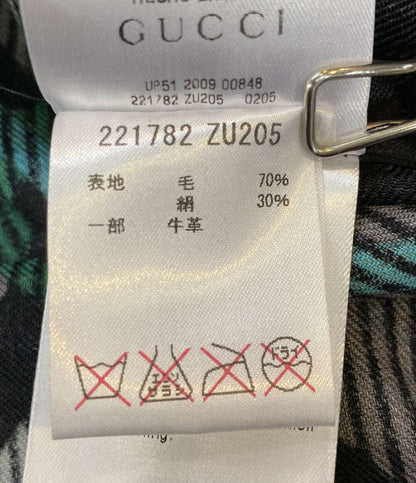 GUCCI
UP51 2009 00848
221782 ZU205 0205
221782 ZU205
表地 毛 70%
絹 30%
一部 牛革
エンソ
サラシ
ドライ